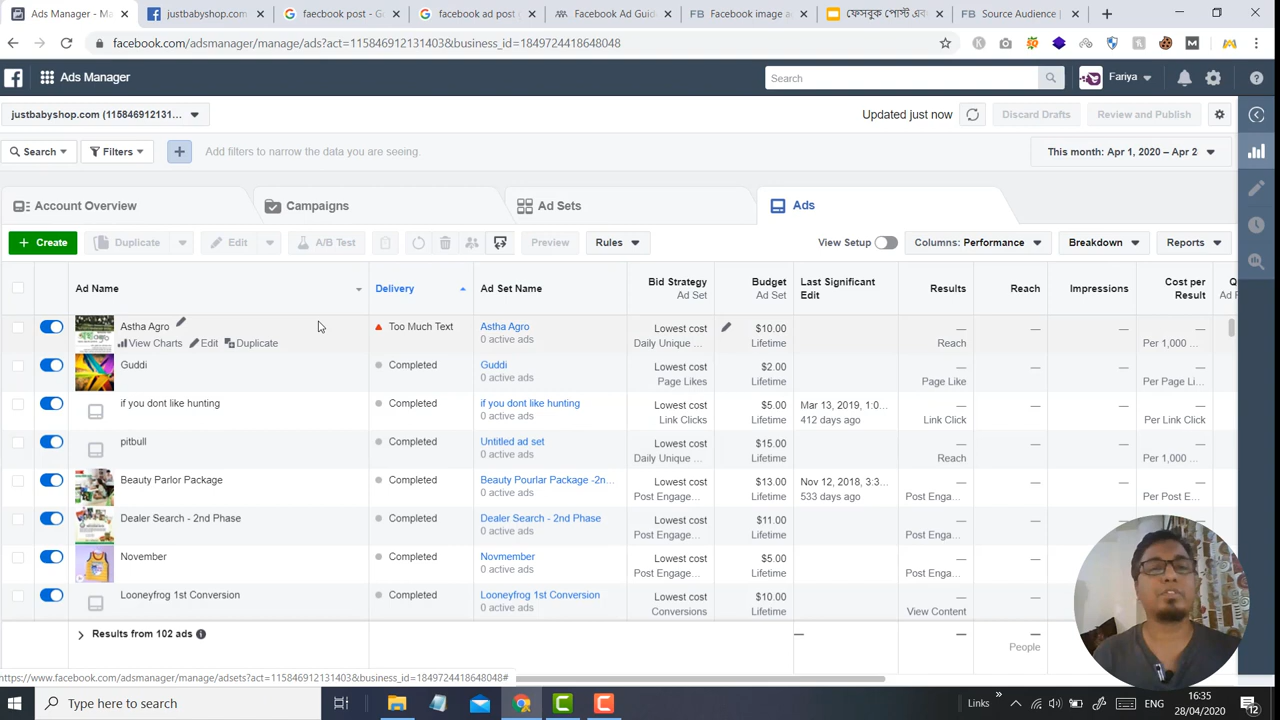 Ads Manager - Ma
justbabyshop.com
faecbook post - G
facebook ad post
Facebook Ad Guid
Facebook image a
ফেসবুক পোস্ট এব
Source Audience |
facebook.com/adsmanager/manage/ads?act=115846912131403&business_id=1849724418648048
Ads Manager
Search
Fariya
justbabyshop.com (115846912131...
Updated just now
Discard Drafts
Review and Publish
Search
Filters
Add filters to narrow the data you are seeing.
This month: Apr 1, 2020 – Apr 2
Account Overview
Campaigns
Ad Sets
Ads
+ Create
Duplicate
Edit
A/B Test
Preview
Rules
View Setup
Columns: Performance
Breakdown
Reports
Ad Name
Delivery
Ad Set Name
Bid Strategy
Ad Set
Budget
Ad Set
Last Significant
Edit
Results
Reach
Impressions
Cost per
Result
Q
Ad F
Astha Agro
Too Much Text
Astha Agro
Lowest cost
$10.00
—
—
—
—
View Charts
Edit
Duplicate
0 active ads
Daily Unique ...
Lifetime
Reach
Per 1,000 ...
Guddi
Completed
Guddi
Lowest cost
$2.00
—
—
—
—
0 active ads
Page Likes
Lifetime
Page Like
Per Page Li...
if you dont like hunting
Completed
if you dont like hunting
Lowest cost
$5.00
Mar 13, 2019, 1:0...
—
—
—
—
0 active ads
Link Clicks
Lifetime
412 days ago
Link Click
Per Link Click
pitbull
Completed
Untitled ad set
Lowest cost
$15.00
—
—
—
—
0 active ads
Daily Unique ...
Lifetime
Reach
Per 1,000 ...
Beauty Parlor Package
Completed
Beauty Pourlar Package -2n...
Lowest cost
$13.00
Nov 12, 2018, 3:3...
—
—
—
—
0 active ads
Post Engage...
Lifetime
533 days ago
Post Enga...
Per Post E...
Dealer Search - 2nd Phase
Completed
Dealer Search - 2nd Phase
Lowest cost
$11.00
—
—
—
0 active ads
Post Engage...
Lifetime
Post Enga...
November
Completed
Novmember
Lowest cost
$5.00
—
—
0 active ads
Post Engage...
Lifetime
Post Enga...
Looneyfrog 1st Conversion
Completed
Looneyfrog 1st Conversion
Lowest cost
$10.00
—
—
0 active ads
Conversions
Lifetime
View Content
Results from 102 ads
—
—
—
People
https://www.facebook.com/adsmanager/manage/adsets?act=115846912131403&business_id=1849724418648048#
Type here to search
Links
ENG
16:35
28/04/2020
12